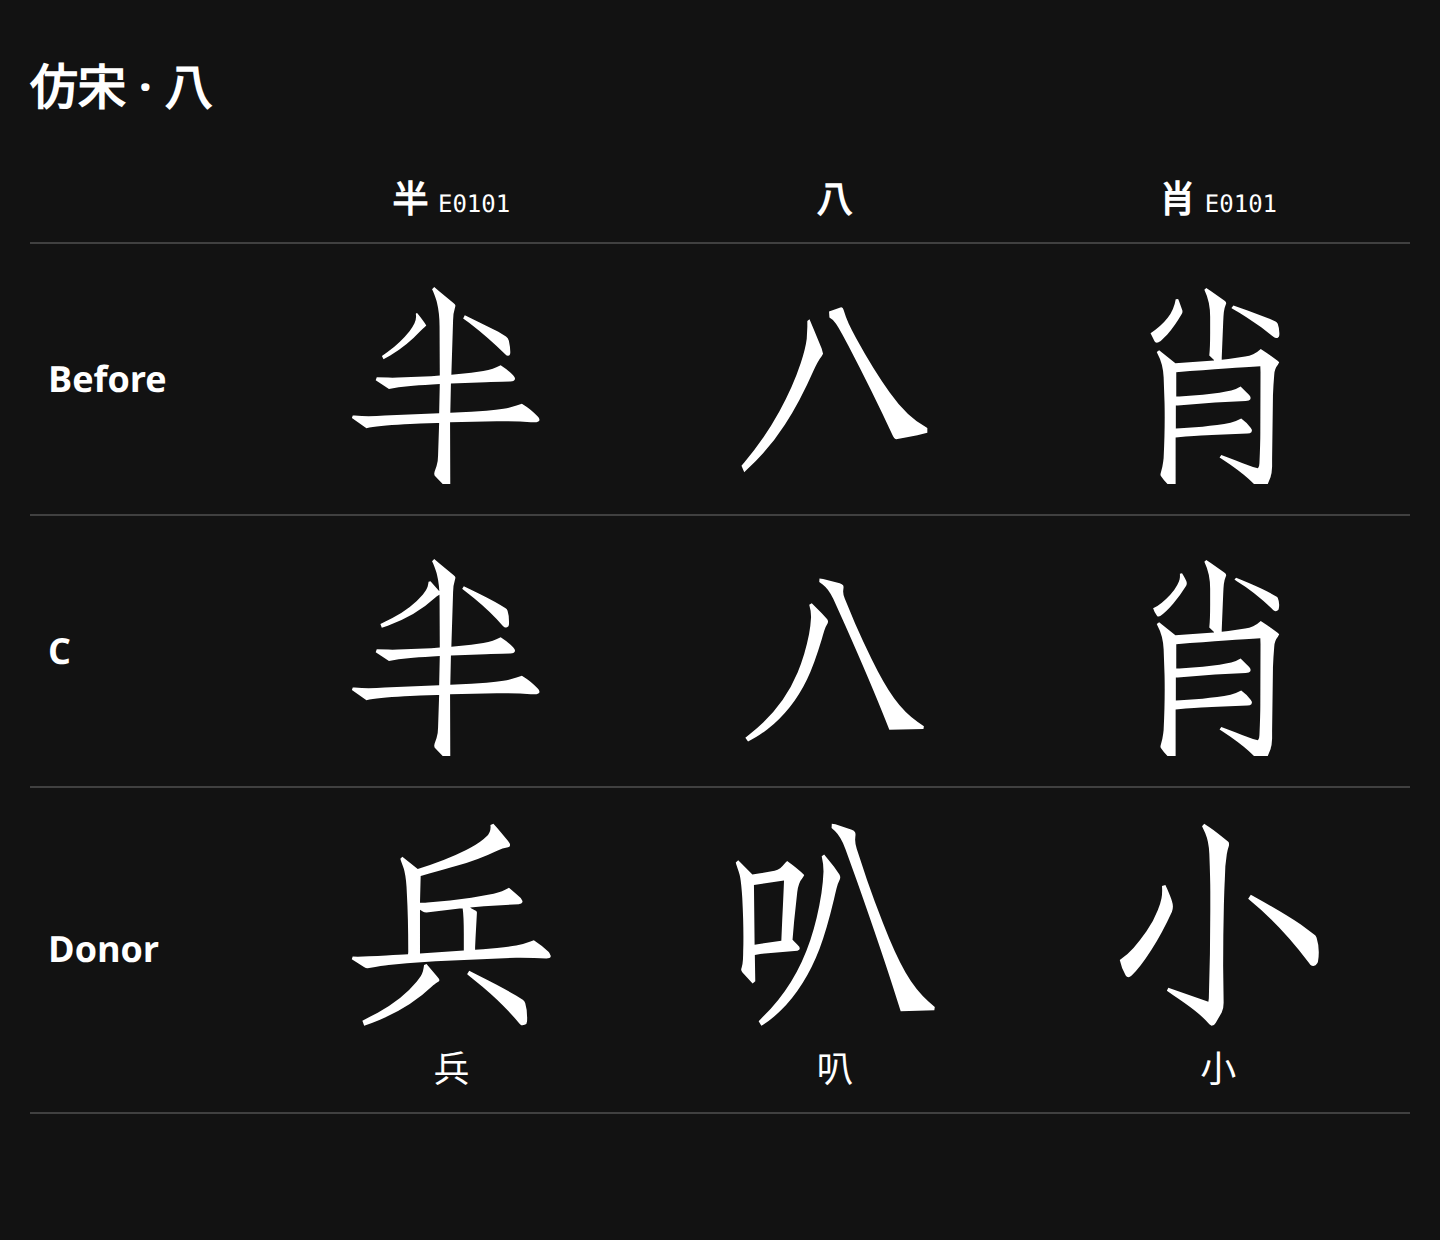 仿宋 · 八
半 E0101 八 肖 E0101
Before 半 八 肖
C 半 八 肖
Donor 兵 叭 小
兵 叭 小